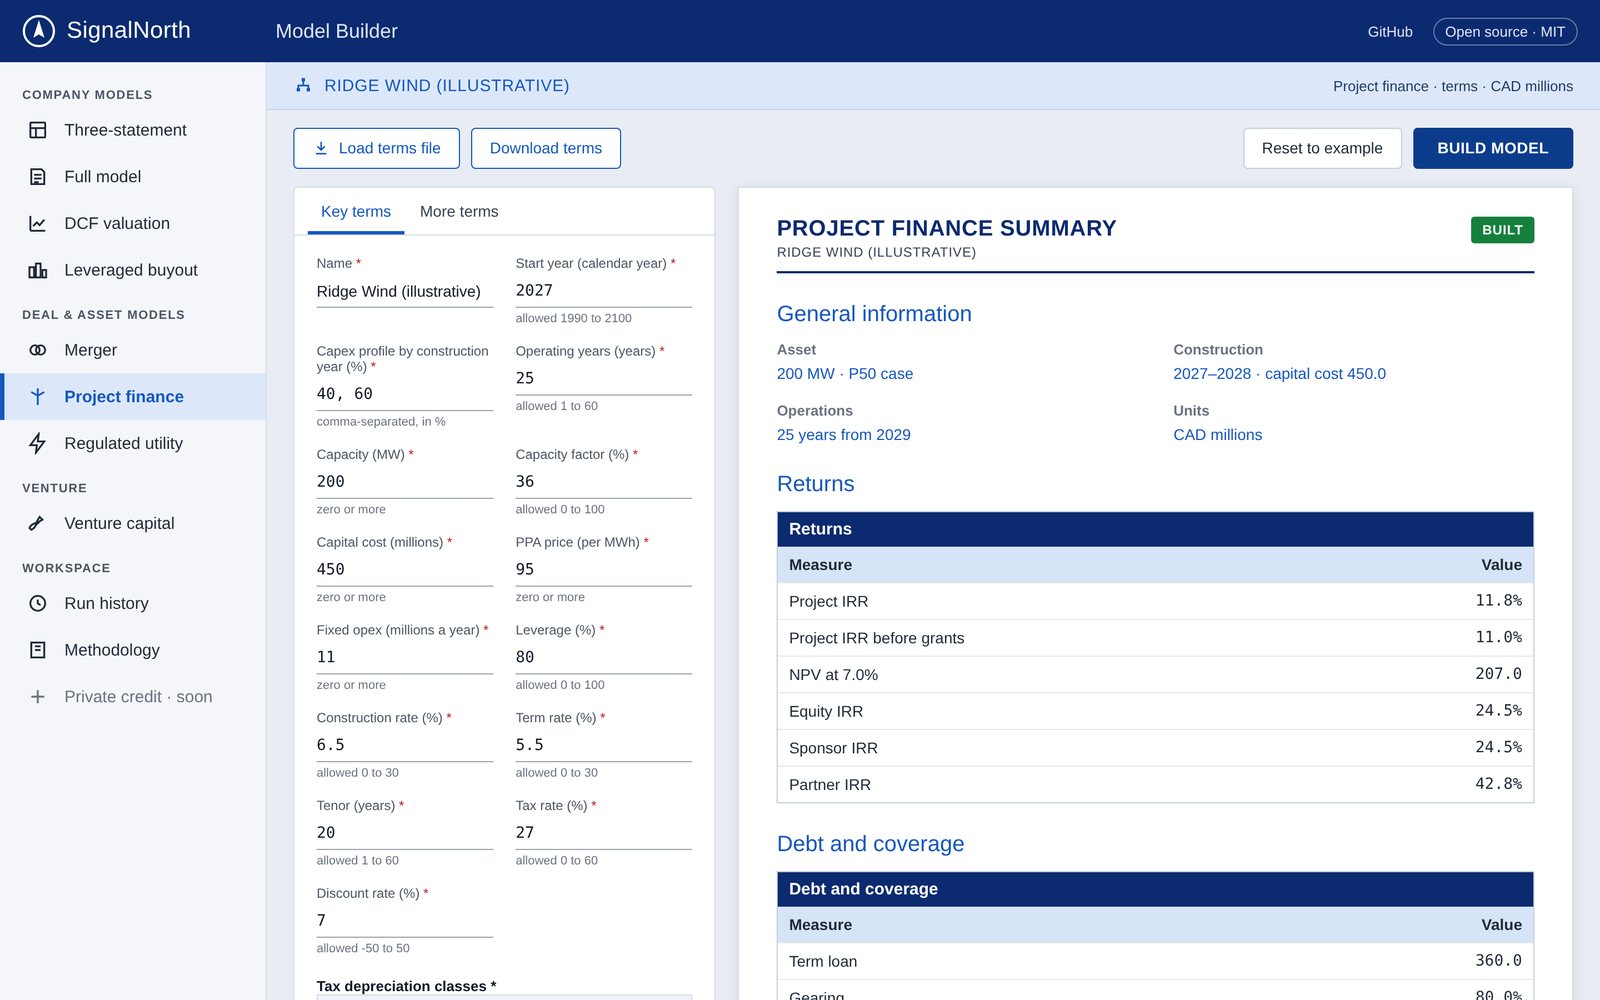 SignalNorth
Model Builder
GitHub
Open source · MIT
COMPANY MODELS
Three-statement
Full model
DCF valuation
Leveraged buyout
DEAL & ASSET MODELS
Merger
Project finance
Regulated utility
VENTURE
Venture capital
WORKSPACE
Run history
Methodology
Private credit · soon
RIDGE WIND (ILLUSTRATIVE)
Project finance · terms · CAD millions
Load terms file
Download terms
Reset to example
BUILD MODEL
Key terms
More terms
Name *
Ridge Wind (illustrative)
Start year (calendar year) *
2027
allowed 1990 to 2100
Capex profile by construction
year (%) *
40, 60
comma-separated, in %
Operating years (years) *
25
allowed 1 to 60
Capacity (MW) *
200
zero or more
Capacity factor (%) *
36
allowed 0 to 100
Capital cost (millions) *
450
zero or more
PPA price (per MWh) *
95
zero or more
Fixed opex (millions a year) *
11
zero or more
Leverage (%) *
80
allowed 0 to 100
Construction rate (%) *
6.5
allowed 0 to 30
Term rate (%) *
5.5
allowed 0 to 30
Tenor (years) *
20
allowed 1 to 60
Tax rate (%) *
27
allowed 0 to 60
Discount rate (%) *
7
allowed -50 to 50
Tax depreciation classes *
PROJECT FINANCE SUMMARY
RIDGE WIND (ILLUSTRATIVE)
BUILT
General information
Asset
200 MW · P50 case
Construction
2027–2028 · capital cost 450.0
Operations
25 years from 2029
Units
CAD millions
Returns
Returns
Measure Value
Project IRR 11.8%
Project IRR before grants 11.0%
NPV at 7.0% 207.0
Equity IRR 24.5%
Sponsor IRR 24.5%
Partner IRR 42.8%
Debt and coverage
Debt and coverage
Measure Value
Term loan 360.0
Gearing 80.0%